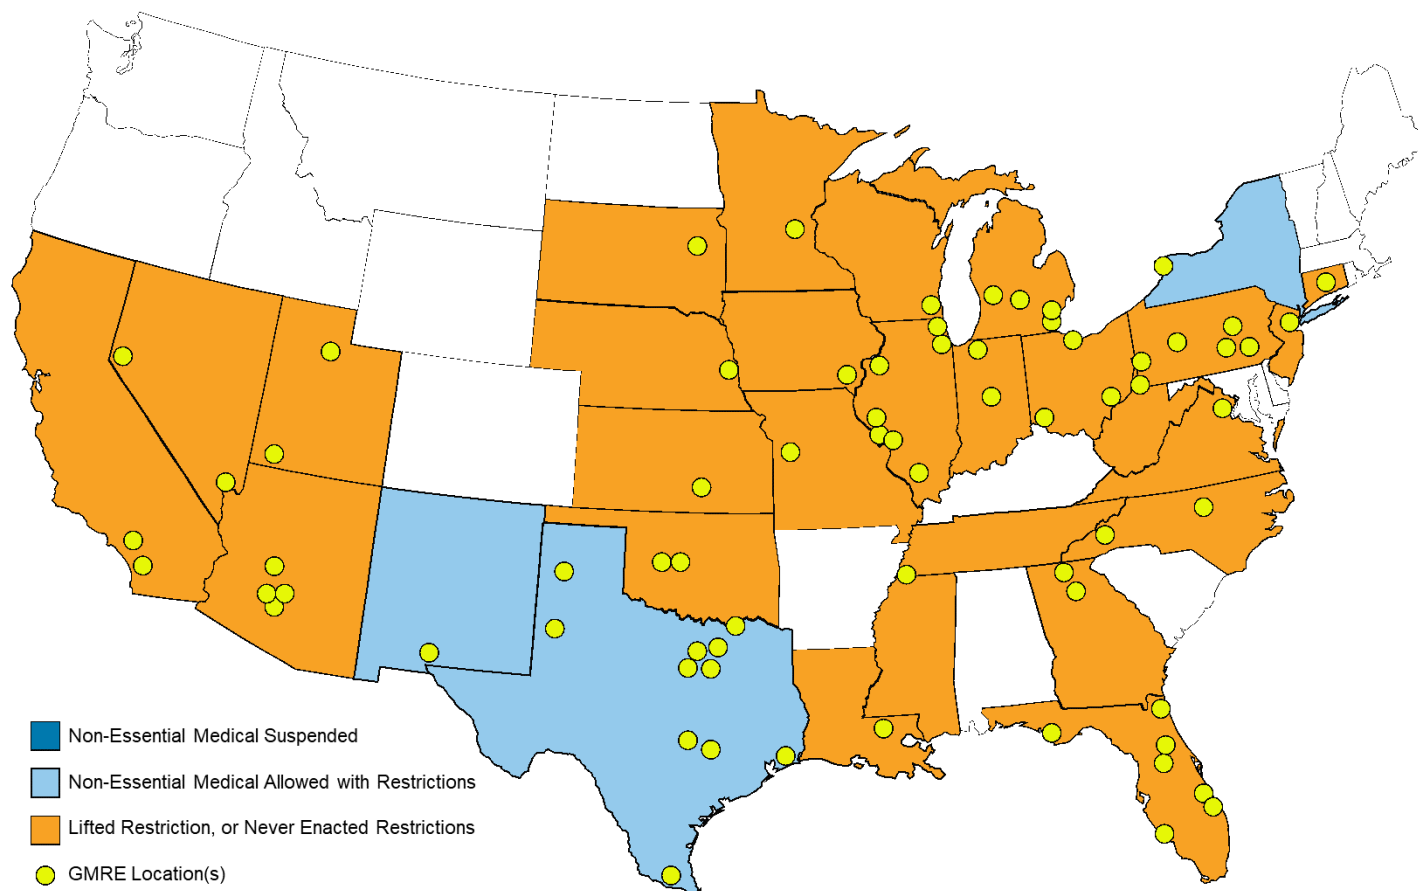 Non-Essential Medical Suspended
Non-Essential Medical Allowed with Restrictions
Lifted Restriction, or Never Enacted Restrictions
GMRE Location(s)